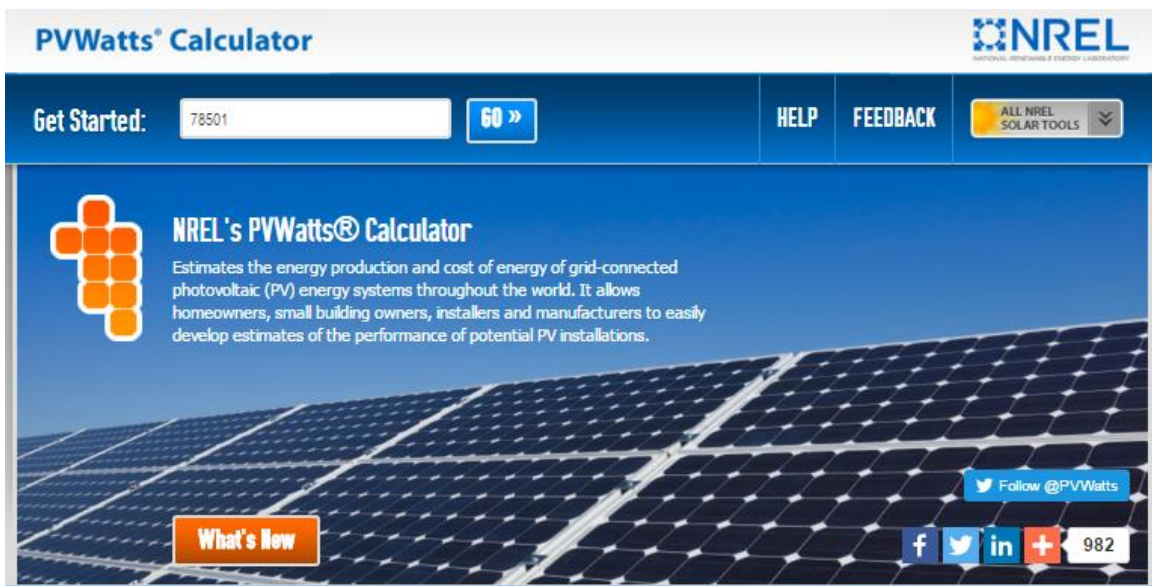 PVWatts® Calculator
NREL
NATIONAL RENEWABLE ENERGY LABORATORY
Get Started:
78501
GO »
HELP
FEEDBACK
ALL NREL
SOLAR TOOLS
NREL's PVWatts® Calculator
Estimates the energy production and cost of energy of grid-connected
photovoltaic (PV) energy systems throughout the world. It allows
homeowners, small building owners, installers and manufacturers to easily
develop estimates of the performance of potential PV installations.
Follow @PVWatts
What's New
f
in
+
982